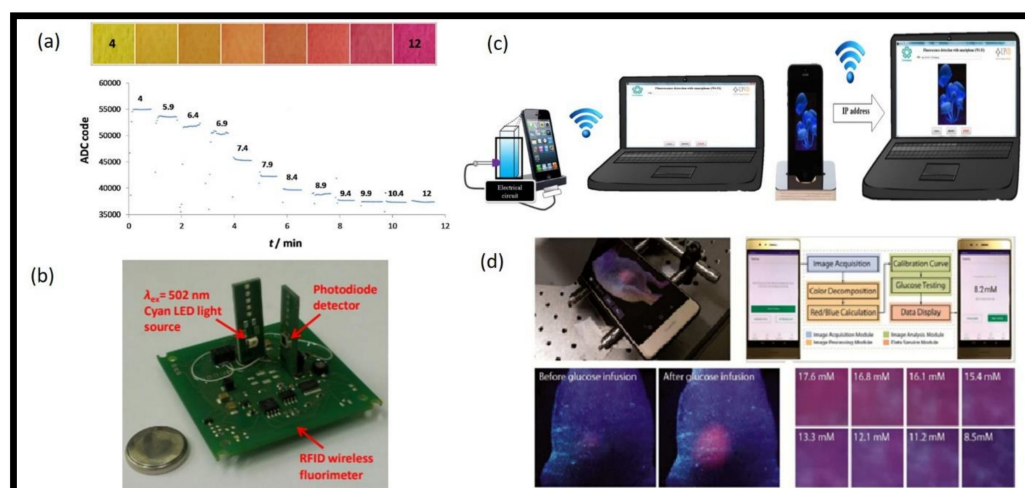 (a)
4
12
60000
55000
50000
45000
40000
35000
ADC code
4
5.9
6.4
6.9
7.4
7.9
8.4
8.9
9.4
9.9
10.4
12
0
2
4
6
8
10
12
t / min
(b)
λex= 502 nm
Cyan LED light
source
Photodiode
detector
RFID wireless
fluorimeter
(c)
Electrical
circuit
IP address
(d)
Image Acquisition
Color Decomposition
Red/Blue Calculation
Calibration Curve
Glucose Testing
Data Display
Image Acquisition Module
Image Processing Module
Image Analysis Module
Data Service Module
8.2mM
Before glucose infusion
After glucose infusion
17.6 mM
16.8 mM
16.1 mM
15.4 mM
13.3 mM
12.1 mM
11.2 mM
8.5mM